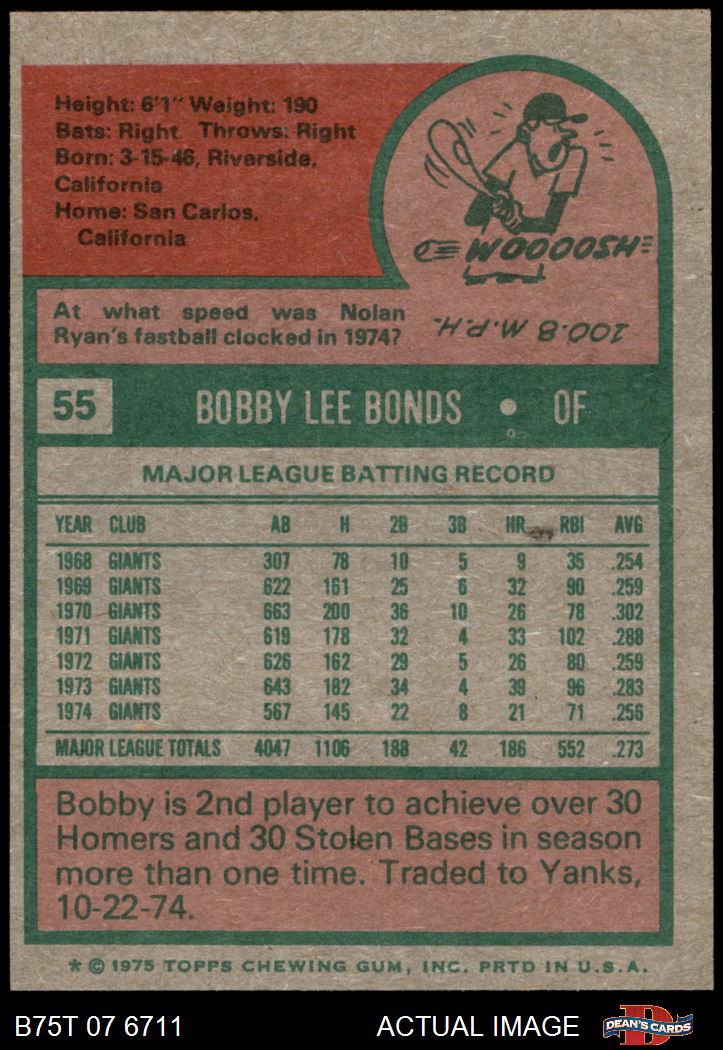 Height: 6'1" Weight: 190
Bats: Right Throws: Right
Born: 3-15-46, Riverside,
California
Home: San Carlos,
California
WOOOOSH
At what speed was Nolan
Ryan's fastball clocked in 1974?
100.8 M.P.H.
55 BOBBY LEE BONDS • OF
MAJOR LEAGUE BATTING RECORD
YEAR CLUB AB H 2B 3B HR RBI AVG
1968 GIANTS 307 78 10 5 9 35 .254
1969 GIANTS 622 161 25 6 32 90 .259
1970 GIANTS 663 200 36 10 26 78 .302
1971 GIANTS 619 178 32 4 33 102 .288
1972 GIANTS 626 162 29 5 26 80 .259
1973 GIANTS 643 182 34 4 39 96 .283
1974 GIANTS 567 145 22 8 21 71 .256
MAJOR LEAGUE TOTALS 4047 1106 188 42 186 552 .273
Bobby is 2nd player to achieve over 30
Homers and 30 Stolen Bases in season
more than one time. Traded to Yanks,
10-22-74.
* © 1975 TOPPS CHEWING GUM, INC. PRTD IN U.S.A.
B75T 07 6711 ACTUAL IMAGE DEAN'S CARDS